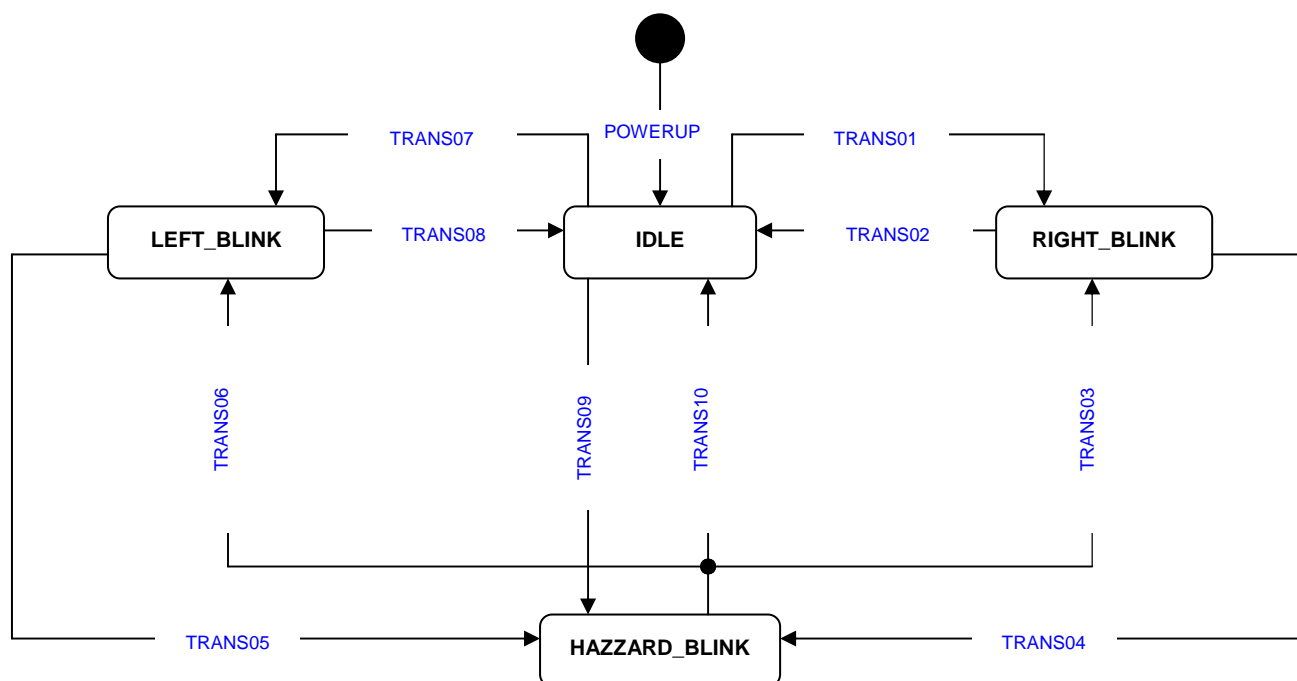 POWERUP
TRANS07
TRANS01
LEFT_BLINK
TRANS08
IDLE
TRANS02
RIGHT_BLINK
TRANS06
TRANS09
TRANS10
TRANS03
TRANS05
HAZZARD_BLINK
TRANS04